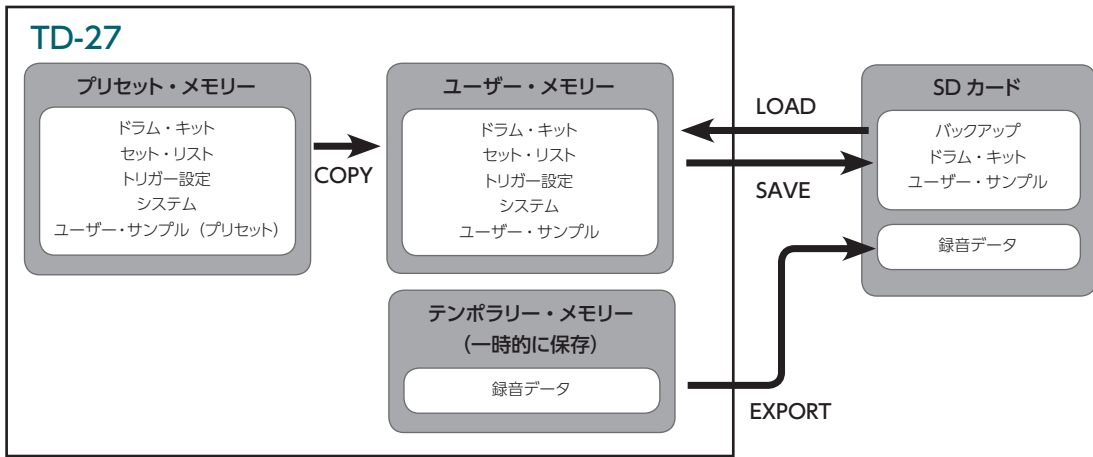 TD-27
プリセット・メモリー
ドラム・キット
セット・リスト
トリガー設定
システム
ユーザー・サンプル（プリセット）
COPY
ユーザー・メモリー
ドラム・キット
セット・リスト
トリガー設定
システム
ユーザー・サンプル
テンポラリー・メモリー
（一時的に保存）
録音データ
LOAD
SAVE
EXPORT
SD カード
バックアップ
ドラム・キット
ユーザー・サンプル
録音データ